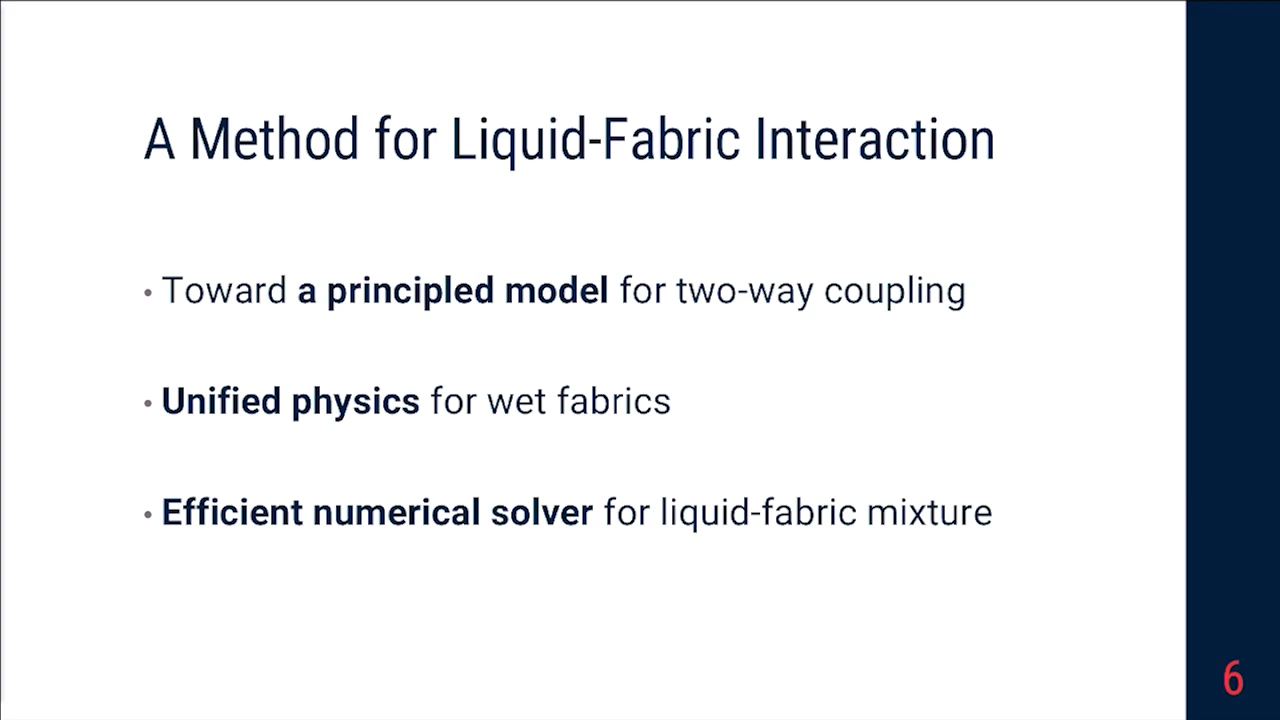 A Method for Liquid-Fabric Interaction
• Toward a principled model for two-way coupling
• Unified physics for wet fabrics
• Efficient numerical solver for liquid-fabric mixture
6